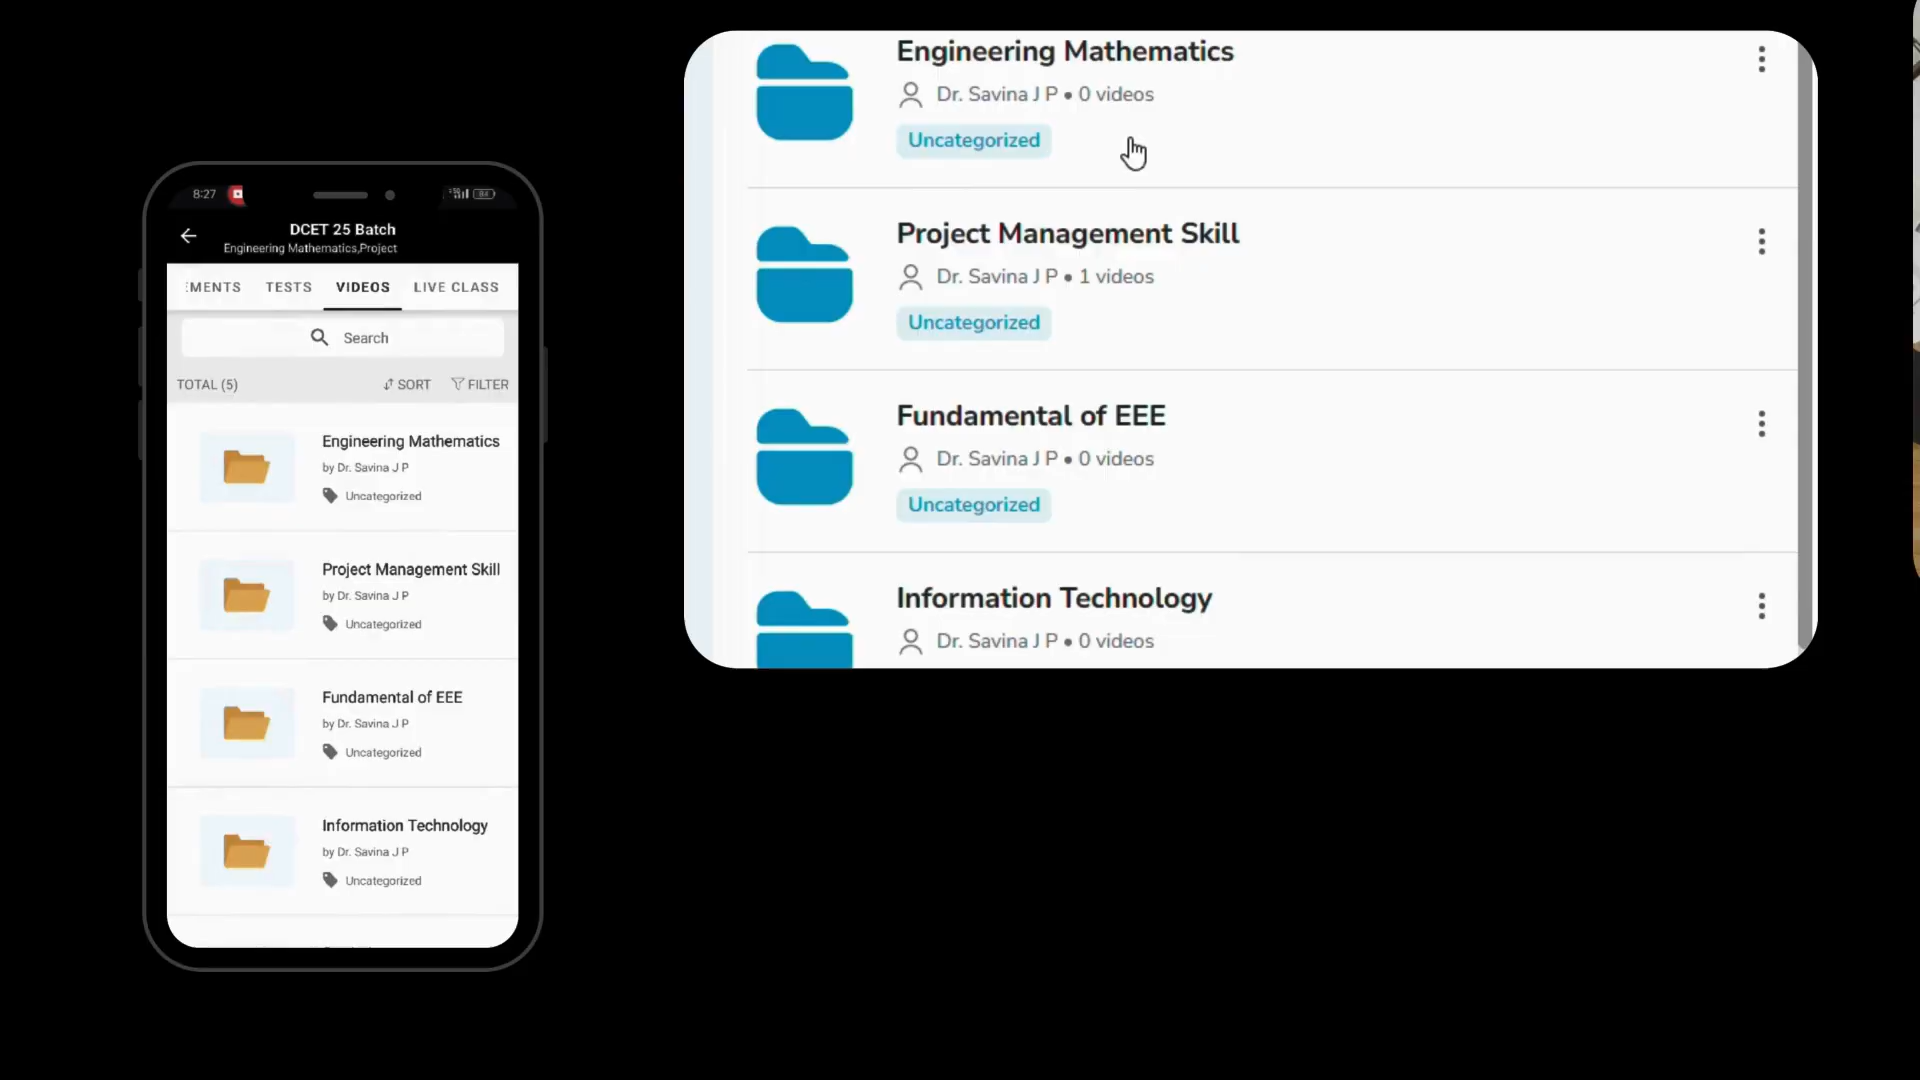 8:27
DCET 25 Batch
Engineering Mathematics,Project
EMENTS TESTS VIDEOS LIVE CLASS
Search
TOTAL (5) SORT FILTER
Engineering Mathematics
by Dr. Savina J P
Uncategorized
Project Management Skill
by Dr. Savina J P
Uncategorized
Fundamental of EEE
by Dr. Savina J P
Uncategorized
Information Technology
by Dr. Savina J P
Uncategorized
Engineering Mathematics
Dr. Savina J P • 0 videos
Uncategorized
Project Management Skill
Dr. Savina J P • 1 videos
Uncategorized
Fundamental of EEE
Dr. Savina J P • 0 videos
Uncategorized
Information Technology
Dr. Savina J P • 0 videos